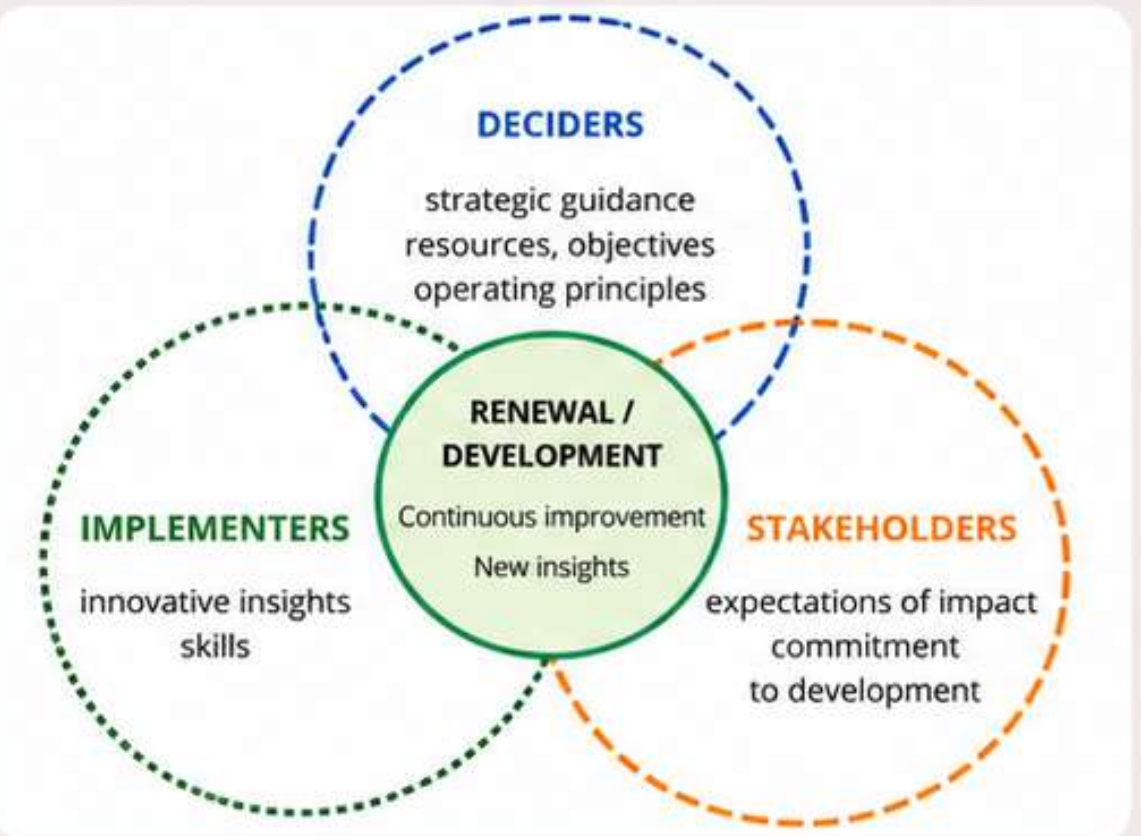 DECIDERS
strategic guidance
resources, objectives
operating principles
RENEWAL /
DEVELOPMENT
Continuous improvement
New insights
IMPLEMENTERS
innovative insights
skills
STAKEHOLDERS
expectations of impact
commitment
to development